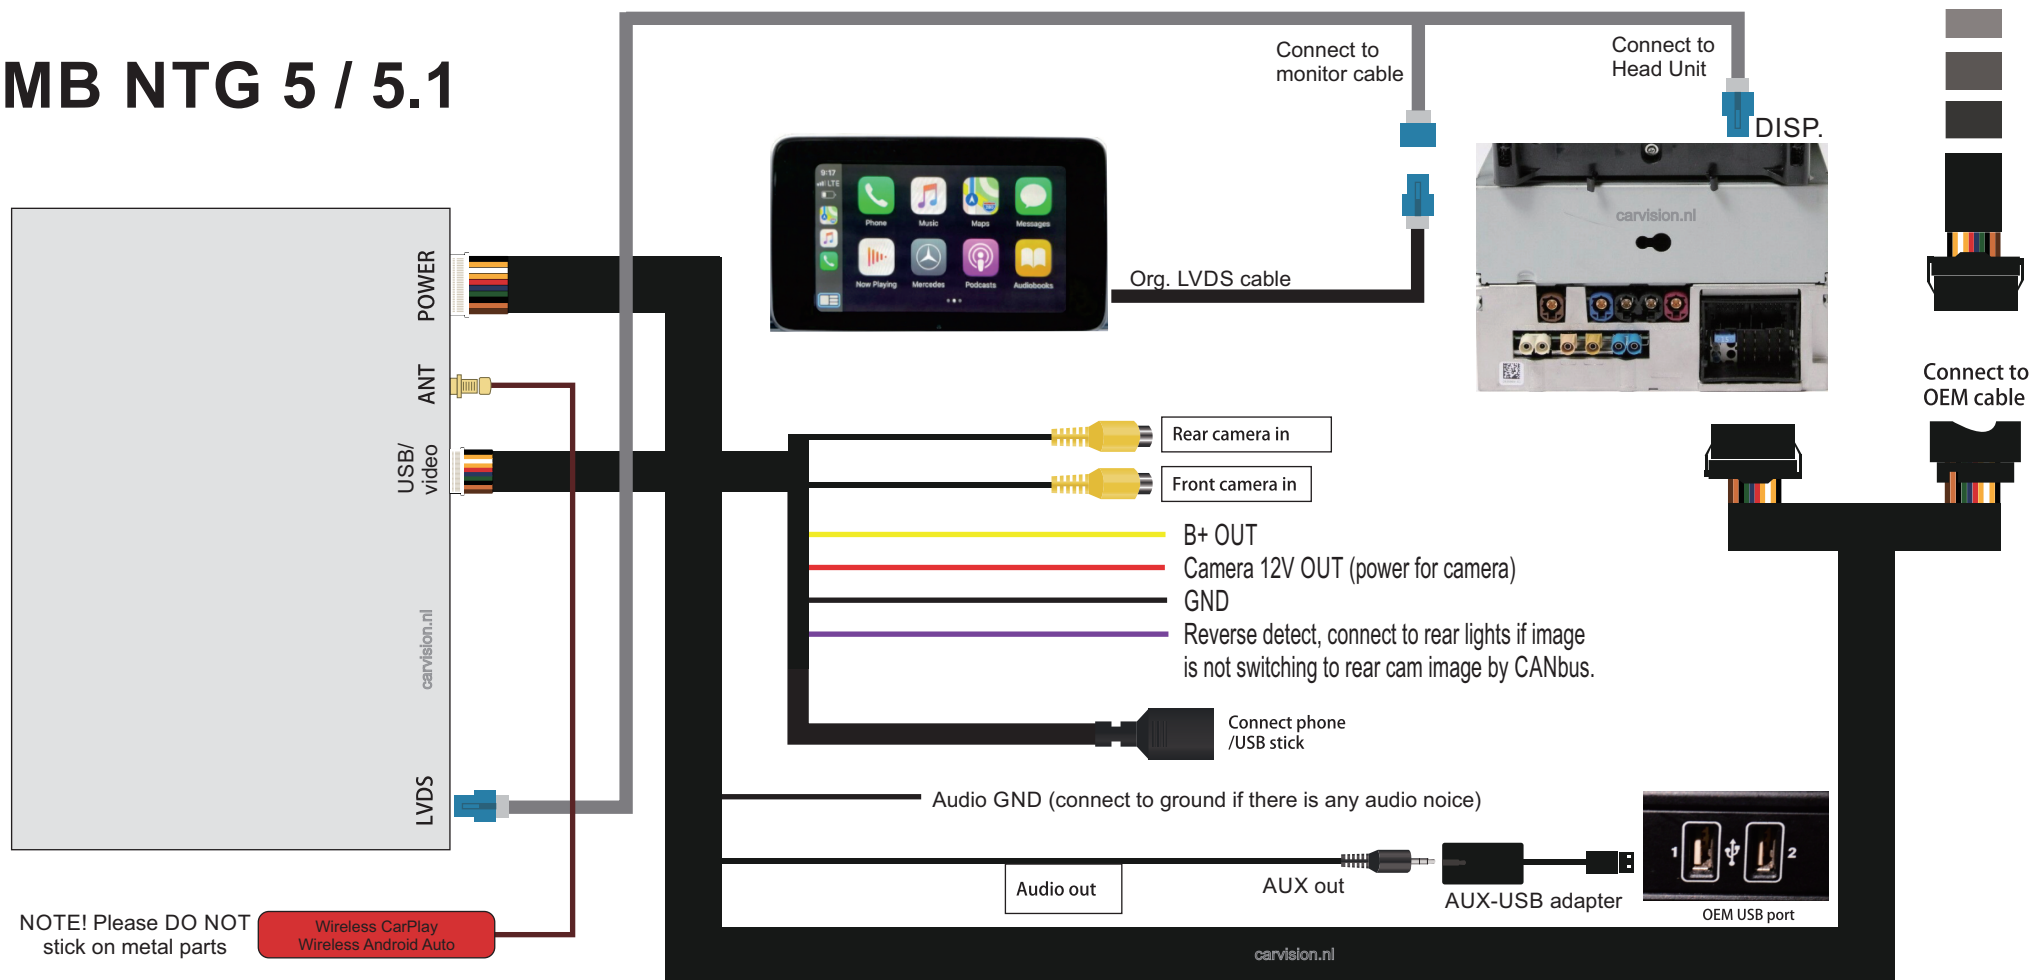 MB NTG 5 / 5.1
Connect to
monitor cable
Connect to
Head Unit
DISP.
carvision.nl
9:17
LTE
Phone
Music
Maps
Messages
Now Playing
Mercedes
Podcasts
Audiobooks
Org. LVDS cable
Connect to
OEM cable
POWER
ANT
USB/
video
carvision.nl
LVDS
Rear camera in
Front camera in
B+ OUT
Camera 12V OUT (power for camera)
GND
Reverse detect, connect to rear lights if image
is not switching to rear cam image by CANbus.
Connect phone
/USB stick
Audio GND (connect to ground if there is any audio noice)
Audio out
AUX out
AUX-USB adapter
1
2
OEM USB port
NOTE! Please DO NOT
stick on metal parts
Wireless CarPlay
Wireless Android Auto
carvision.nl